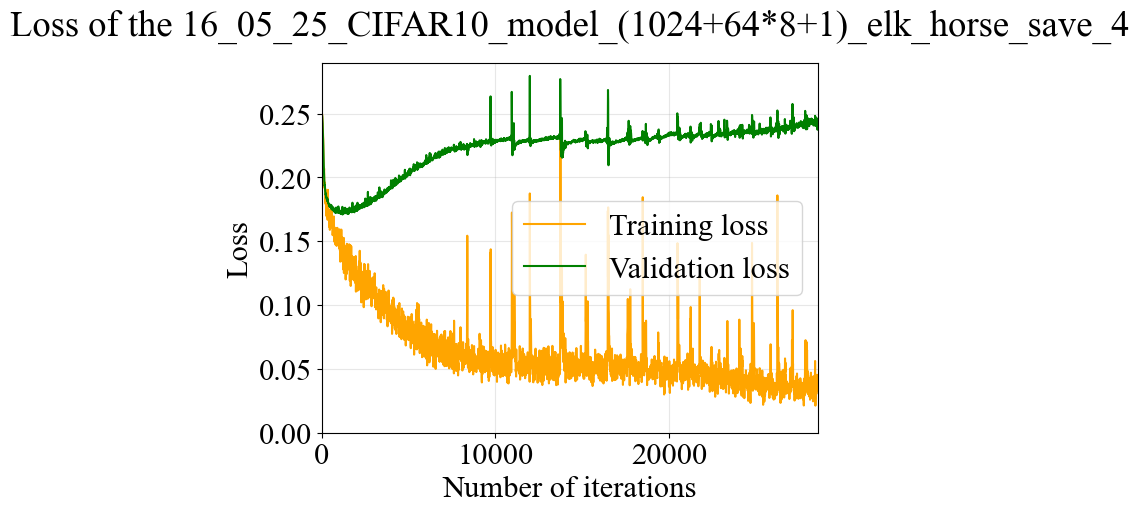 Loss of the 16_05_25_CIFAR10_model_(1024+64*8+1)_elk_horse_save_4
0.25
0.20
0.15
0.10
0.05
0.00
Loss
Training loss
Validation loss
0 10000 20000
Number of iterations